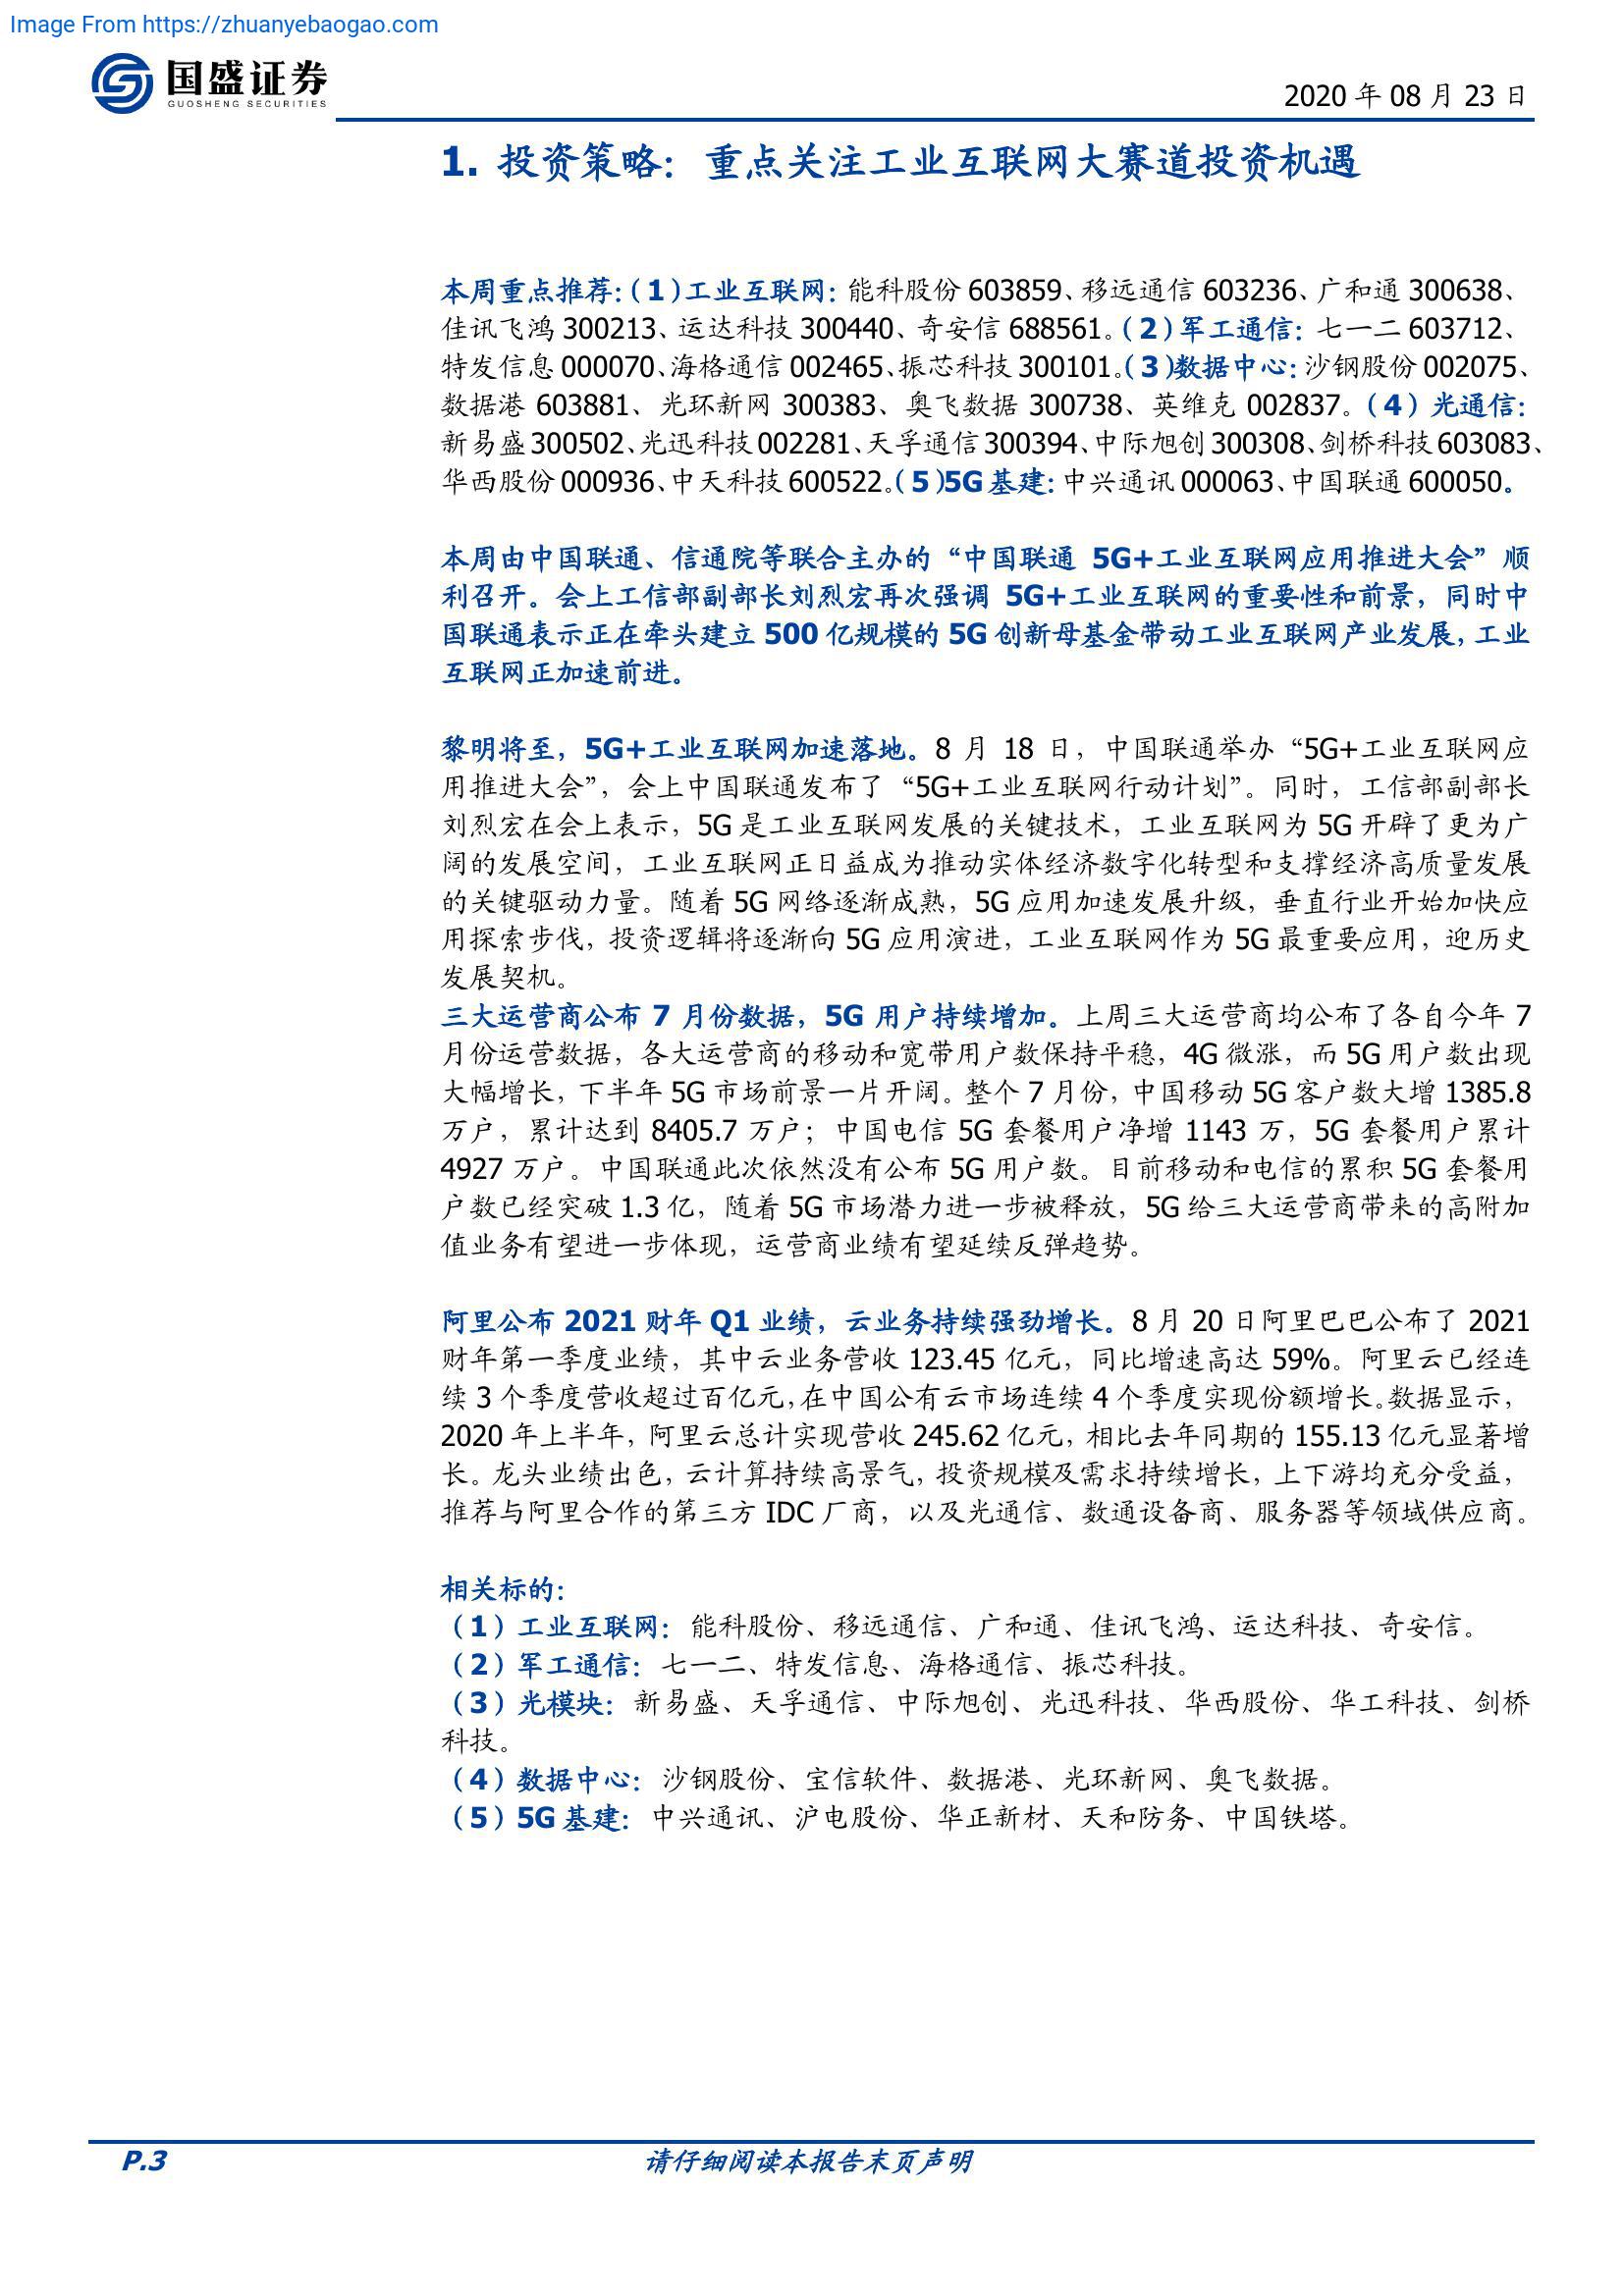 Image From https://zhuanyebaogao.com
国盛证券
GUOSHENG SECURITIES
2020 年 08 月 23 日
1. 投资策略：重点关注工业互联网大赛道投资机遇
本周重点推荐：（1）工业互联网：能科股份 603859、移远通信 603236、广和通 300638、
佳讯飞鸿 300213、运达科技 300440、奇安信 688561。（2）军工通信：七一二 603712、
特发信息 000070、海格通信 002465、振芯科技 300101。（3）数据中心：沙钢股份 002075、
数据港 603881、光环新网 300383、奥飞数据 300738、英维克 002837。（4）光通信：
新易盛 300502、光迅科技 002281、天孚通信 300394、中际旭创 300308、剑桥科技 603083、
华西股份 000936、中天科技 600522。（5）5G 基建：中兴通讯 000063、中国联通 600050。
本周由中国联通、信通院等联合主办的“中国联通 5G+工业互联网应用推进大会”顺
利召开。会上工信部副部长刘烈宏再次强调 5G+工业互联网的重要性和前景，同时中
国联通表示正在牵头建立 500 亿规模的 5G 创新母基金带动工业互联网产业发展，工业
互联网正加速前进。
黎明将至，5G+工业互联网加速落地。8 月 18 日，中国联通举办“5G+工业互联网应
用推进大会”，会上中国联通发布了“5G+工业互联网行动计划”。同时，工信部副部长
刘烈宏在会上表示，5G 是工业互联网发展的关键技术，工业互联网为 5G 开辟了更为广
阔的发展空间，工业互联网正日益成为推动实体经济数字化转型和支撑经济高质量发展
的关键驱动力量。随着 5G 网络逐渐成熟，5G 应用加速发展升级，垂直行业开始加快应
用探索步伐，投资逻辑将逐渐向 5G 应用演进，工业互联网作为 5G 最重要应用，迎历史
发展契机。
三大运营商公布 7 月份数据，5G 用户持续增加。上周三大运营商均公布了各自今年 7
月份运营数据，各大运营商的移动和宽带用户数保持平稳，4G 微涨，而 5G 用户数出现
大幅增长，下半年 5G 市场前景一片开阔。整个 7 月份，中国移动 5G 客户数大增 1385.8
万户，累计达到 8405.7 万户；中国电信 5G 套餐用户净增 1143 万，5G 套餐用户累计
4927 万户。中国联通此次依然没有公布 5G 用户数。目前移动和电信的累积 5G 套餐用
户数已经突破 1.3 亿，随着 5G 市场潜力进一步被释放，5G 给三大运营商带来的高附加
值业务有望进一步体现，运营商业绩有望延续反弹趋势。
阿里公布 2021 财年 Q1 业绩，云业务持续强劲增长。8 月 20 日阿里巴巴公布了 2021
财年第一季度业绩，其中云业务营收 123.45 亿元，同比增速高达 59%。阿里云已经连
续 3 个季度营收超过百亿元，在中国公有云市场连续 4 个季度实现份额增长。数据显示，
2020 年上半年，阿里云总计实现营收 245.62 亿元，相比去年同期的 155.13 亿元显著增
长。龙头业绩出色，云计算持续高景气，投资规模及需求持续增长，上下游均充分受益，
推荐与阿里合作的第三方 IDC 厂商，以及光通信、数通设备商、服务器等领域供应商。
相关标的：
（1）工业互联网：能科股份、移远通信、广和通、佳讯飞鸿、运达科技、奇安信。
（2）军工通信：七一二、特发信息、海格通信、振芯科技。
（3）光模块：新易盛、天孚通信、中际旭创、光迅科技、华西股份、华工科技、剑桥
科技。
（4）数据中心：沙钢股份、宝信软件、数据港、光环新网、奥飞数据。
（5）5G 基建：中兴通讯、沪电股份、华正新材、天和防务、中国铁塔。
P.3
请仔细阅读本报告末页声明